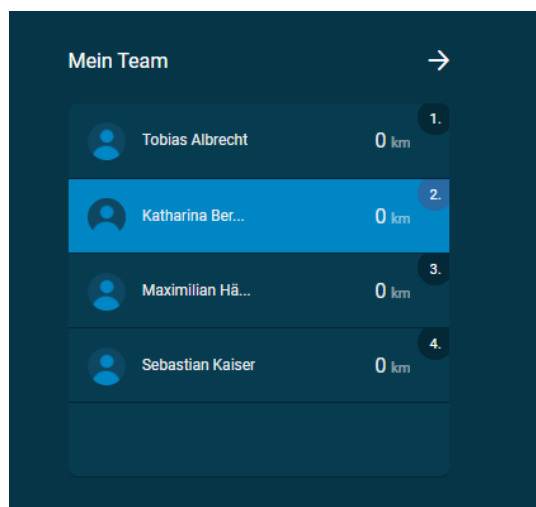 Mein Team
1.
Tobias Albrecht 0 km
2.
Katharina Ber... 0 km
3.
Maximilian Hä... 0 km
4.
Sebastian Kaiser 0 km